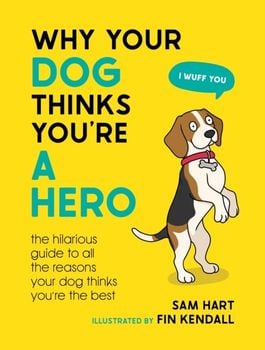 WHY YOUR
DOG
THINKS
YOU'RE
A
HERO
I WUFF YOU
the hilarious
guide to all
the reasons
your dog thinks
you're the best
SAM HART
ILLUSTRATED BY FIN KENDALL